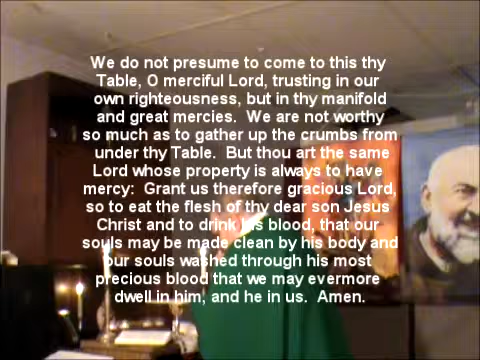 We do not presume to come to this thy
Table, O merciful Lord, trusting in our
own righteousness, but in thy manifold
and great mercies.  We are not worthy
so much as to gather up the crumbs from
under thy Table.  But thou art the same
Lord whose property is always to have
mercy:  Grant us therefore gracious Lord,
so to eat the flesh of thy dear son Jesus
Christ and to drink his blood, that our
souls may be made clean by his body and
our souls washed through his most
precious blood that we may evermore
dwell in him, and he in us.  Amen.